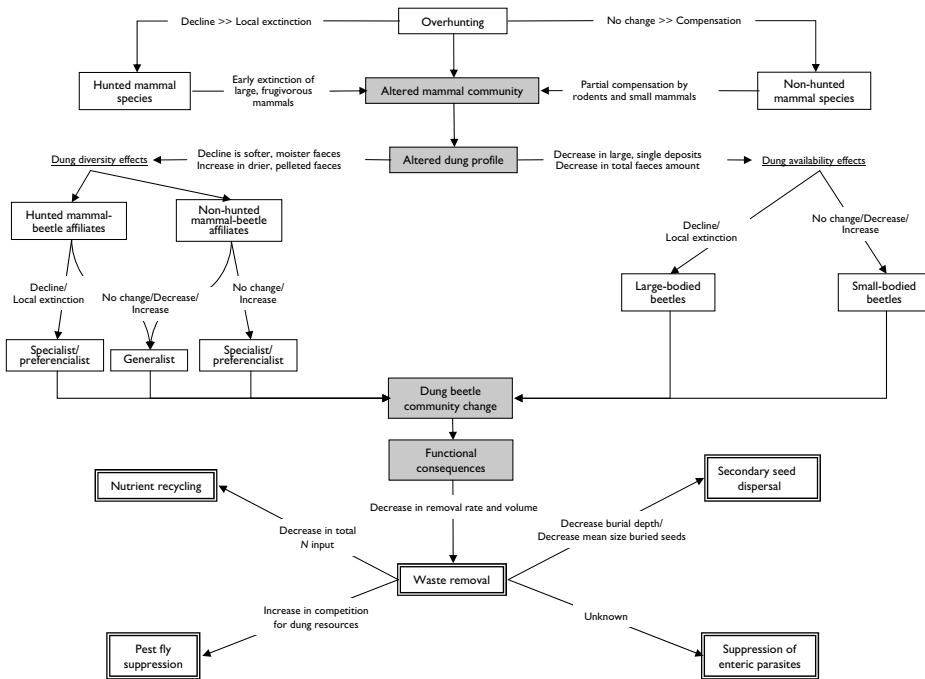 Decline >> Local exctinction
Overhunting
No change >> Compensation
Hunted mammal
species
Early extinction of
large, frugivorous
mammals
Altered mammal community
Partial compensation by
rodents and small mammals
Non-hunted
mammal species
Dung diversity effects
Decline is softer, moister faeces
Increase in drier, pelleted faeces
Altered dung profile
Decrease in large, single deposits
Decrease in total faeces amount
Dung availability effects
Hunted mammal-
beetle affiliates
Non-hunted
mammal-beetle
affiliates
Decline/
Local extinction
No change/Decrease/
Increase
Decline/
Local extinction
No change/Decrease/
Increase
No change/
Increase
Large-bodied
beetles
Small-bodied
beetles
Specialist/
preferencialist
Generalist
Specialist/
preferencialist
Dung beetle
community change
Functional
consequences
Nutrient recycling
Secondary seed
dispersal
Decrease in removal rate and volume
Decrease in total
N input
Decrease burial depth/
Decrease mean size buried seeds
Waste removal
Increase in competition
for dung resources
Unknown
Pest fly
suppression
Suppression of
enteric parasites